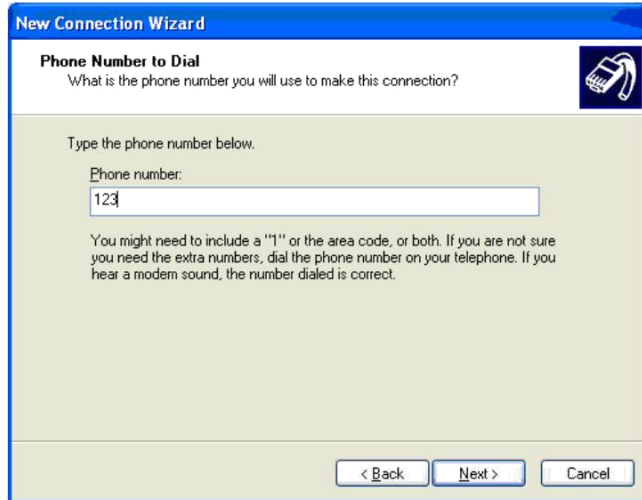 New Connection Wizard
Phone Number to Dial
What is the phone number you will use to make this connection?
Type the phone number below.
Phone number:
123
You might need to include a "1" or the area code, or both. If you are not sure
you need the extra numbers, dial the phone number on your telephone. If you
hear a modem sound, the number dialed is correct.
< Back
Next >
Cancel